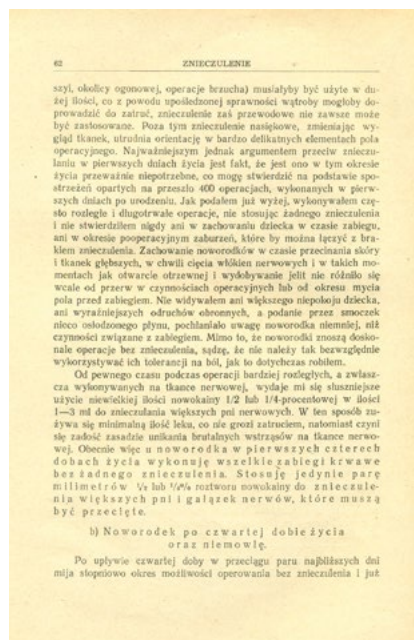 62 ZNIECZULENIE
szyi, okolicy ogonowej, operacje brzucha) musiałyby być użyte w du-
żej ilości, co z powodu upośledzonej sprawności wątroby mogłoby do-
prowadzić do zatruć, znieczulenie zaś przewodowe nie zawsze może
być zastosowane. Poza tym znieczulenie nasiękowe, zmieniając wy-
gląd tkanek, utrudnia orientację w bardzo delikatnych elementach pola
operacyjnego. Najważniejszym jednak argumentem przeciw znieczu-
laniu w pierwszych dniach życia jest fakt, że jest ono w tym okresie
życia przeważnie niepotrzebne, co mogę stwierdzić na podstawie spo-
strzeżeń opartych na przeszło 400 operacjach, wykonanych w pierw-
szych dniach po urodzeniu. Jak podałem już wyżej, wykonywałem czę-
sto rozległe i długotrwałe operacje, nie stosując żadnego znieczulenia
i nie stwierdziłem nigdy ani w zachowaniu dziecka w czasie zabiegu,
ani w okresie pooperacyjnym zaburzeń, które by można łączyć z bra-
kiem znieczulenia. Zachowanie noworodków w czasie przecinania skóry
i tkanek głębszych, w chwili cięcia włókien nerwowych i w takich mo-
mentach jak otwarcie otrzewnej i wydobywanie jelit nie różniło się
wcale od przerw w czynnościach operacyjnych lub od okresu mycia
pola przed zabiegiem. Nie widywałem ani większego niepokoju dziecka,
ani wyraźniejszych odruchów obronnych, a podanie przez smoczek
nieco osłodzonego płynu, pochłaniało uwagę noworodka niemniej, niż
czynności związane z zabiegiem. Mimo to, że noworodki znoszą dosko-
nale operacje bez znieczulenia, sądzę, że nie należy tak bezwzględnie
wykorzystywać ich tolerancji na ból, jak to dotychczas robiłem.
Od pewnego czasu podczas operacji bardziej rozległych, a zwłasz-
cza wykonywanych na tkance nerwowej, wydaje mi się słuszniejsze
użycie niewielkiej ilości nowokainy 1/2 lub 1/4-procentowej w ilości
1—3 ml do znieczulania większych pni nerwowych. W ten sposób zu-
żywa się minimalną ilość leku, co nie grozi zatruciem, natomiast czyni
się zadość zasadzie unikania brutalnych wstrząsów na tkance nerwo-
wej. Obecnie więc u noworodka w pierwszych czterech
dobach życia wykonuję wszelkie zabiegi krwawe
bez żadnego znieczulenia. Stosuję jedynie parę
milimetrów ½ lub ¼% roztworu nowokainy do znieczule-
nia większych pni i gałązek nerwów, które muszą
być przecięte.
b) Noworodek po czwartej dobie życia
oraz niemowlę.
Po upływie czwartej doby w przeciągu paru najbliższych dni
mija stopniowo okres możliwości operowania bez znieczulenia i już